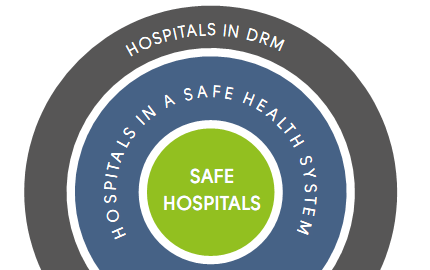 HOSPITALS IN DRM
HOSPITALS IN A SAFE HEALTH SYSTEM
SAFE
HOSPITALS